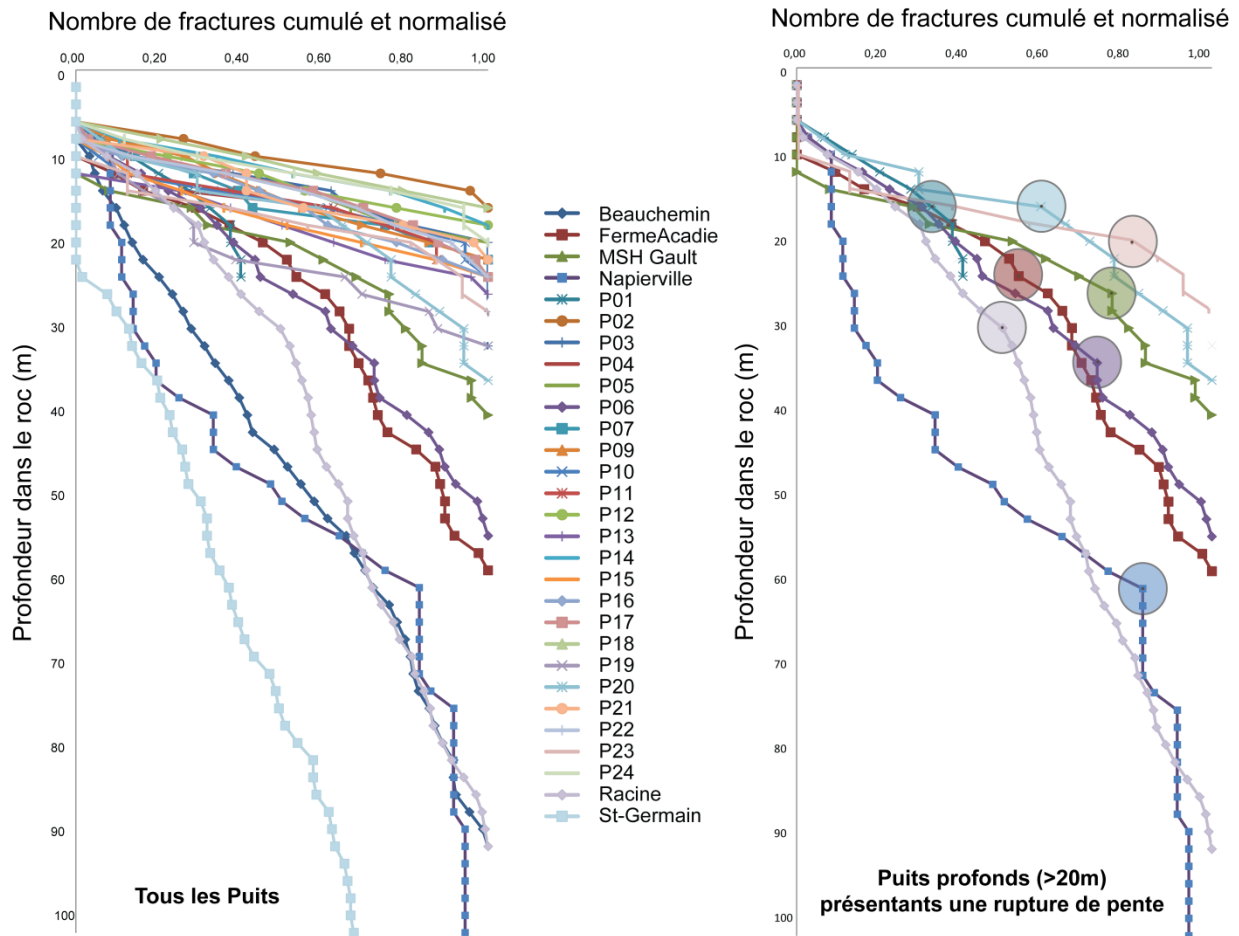 Nombre de fractures cumulé et normalisé
0,00 0,20 0,40 0,60 0,80 1,00
0
10
20
30
40
50
60
70
80
90
100
Profondeur dans le roc (m)
Tous les Puits
Beauchemin
FermeAcadie
MSH Gault
Napierville
P01
P02
P03
P04
P05
P06
P07
P09
P10
P11
P12
P13
P14
P15
P16
P17
P18
P19
P20
P21
P22
P23
P24
Racine
St-Germain
Nombre de fractures cumulé et normalisé
0,00 0,20 0,40 0,60 0,80 1,00
0
10
20
30
40
50
60
70
80
90
100
Profondeur dans le roc (m)
Puits profonds (>20m)
présentants une rupture de pente